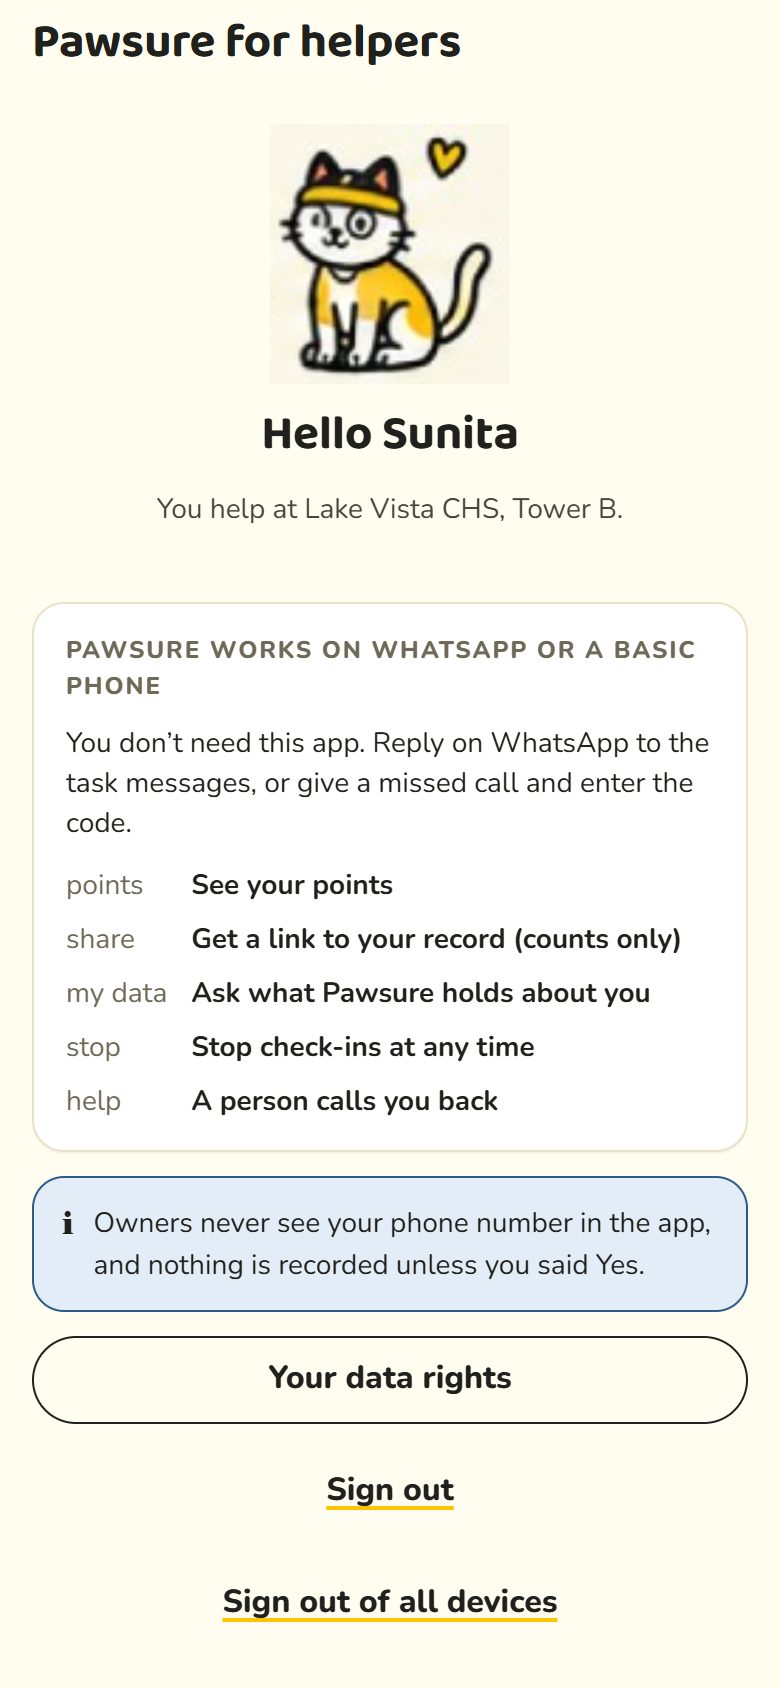 Pawsure for helpers
Hello Sunita
You help at Lake Vista CHS, Tower B.
PAWSURE WORKS ON WHATSAPP OR A BASIC
PHONE
You don’t need this app. Reply on WhatsApp to the
task messages, or give a missed call and enter the
code.
points See your points
share Get a link to your record (counts only)
my data Ask what Pawsure holds about you
stop Stop check-ins at any time
help A person calls you back
i Owners never see your phone number in the app,
and nothing is recorded unless you said Yes.
Your data rights
Sign out
Sign out of all devices